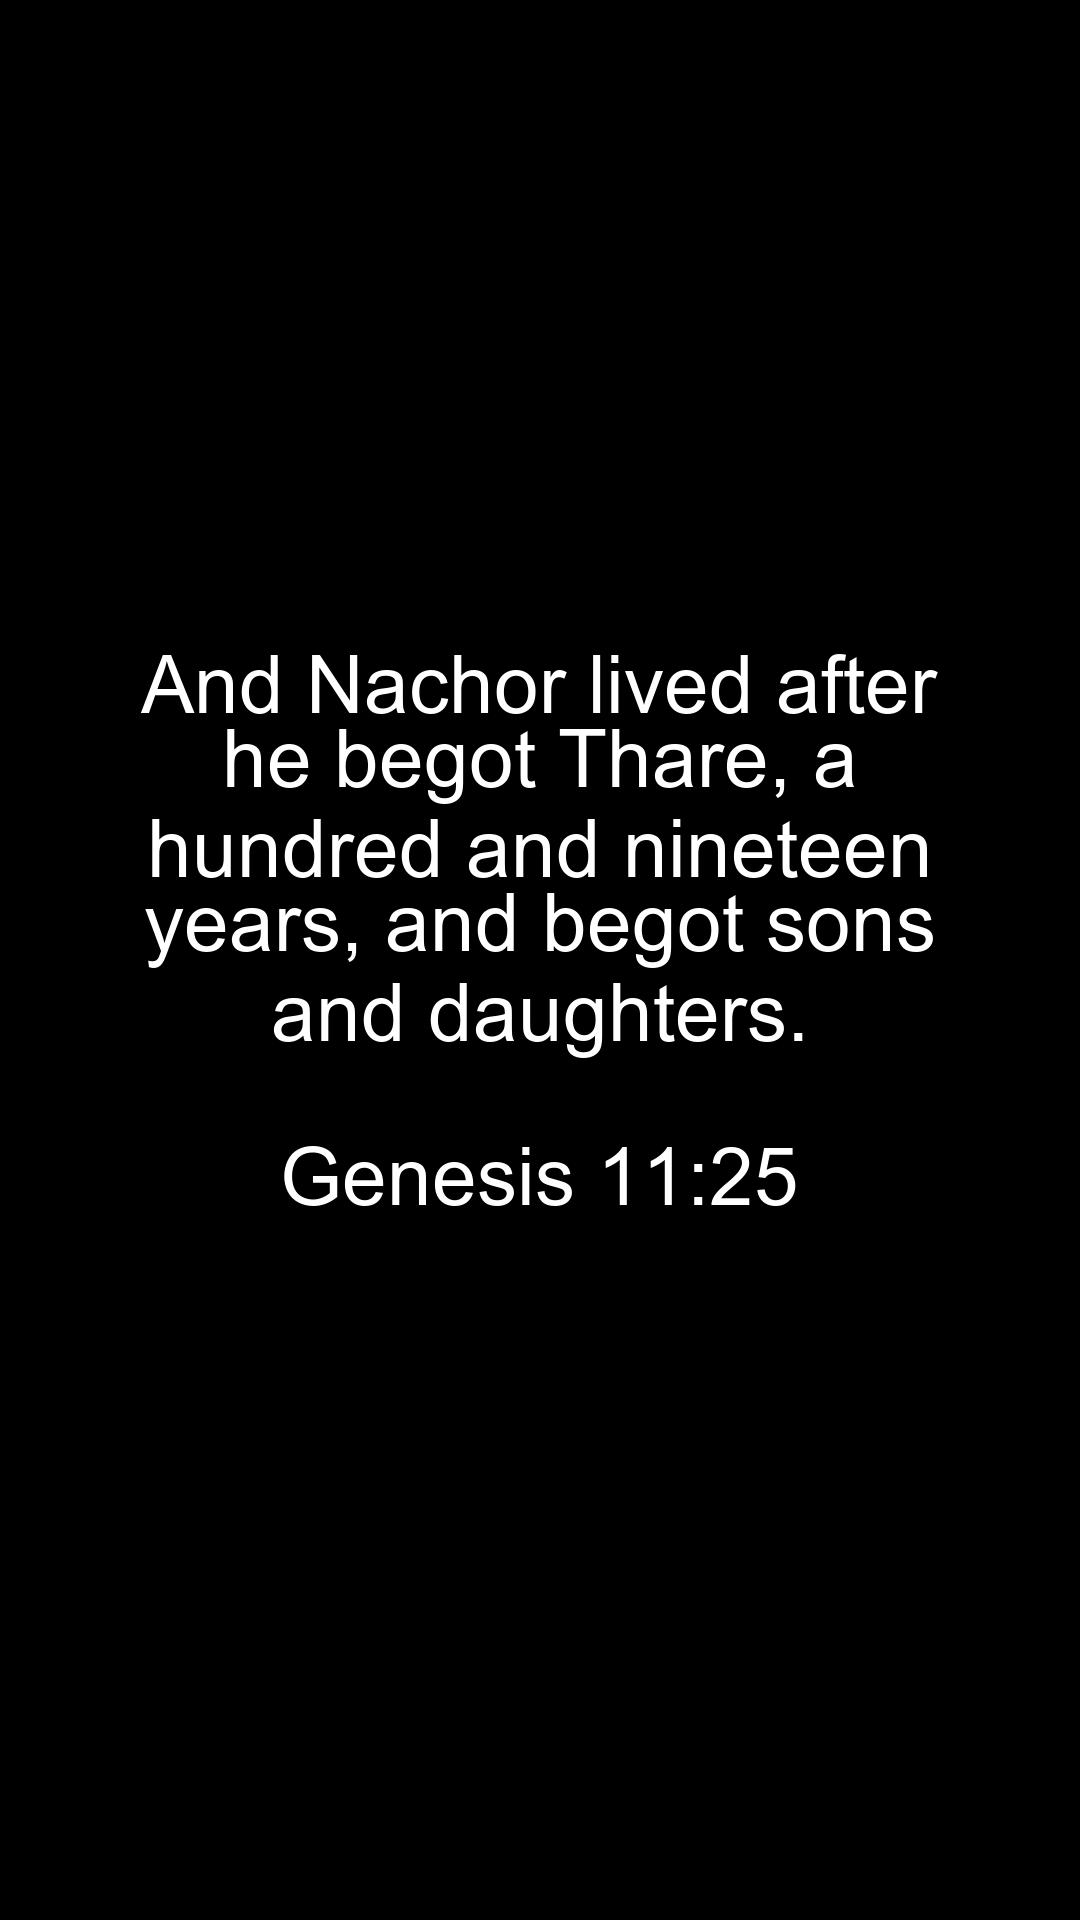 And Nachor lived after
he begot Thare, a
hundred and nineteen
years, and begot sons
and daughters.
Genesis 11:25